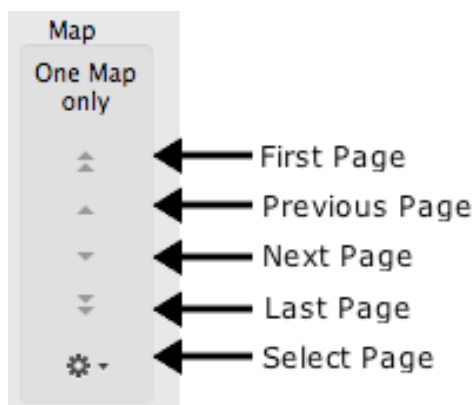 Map
One Map
only
First Page
Previous Page
Next Page
Last Page
Select Page